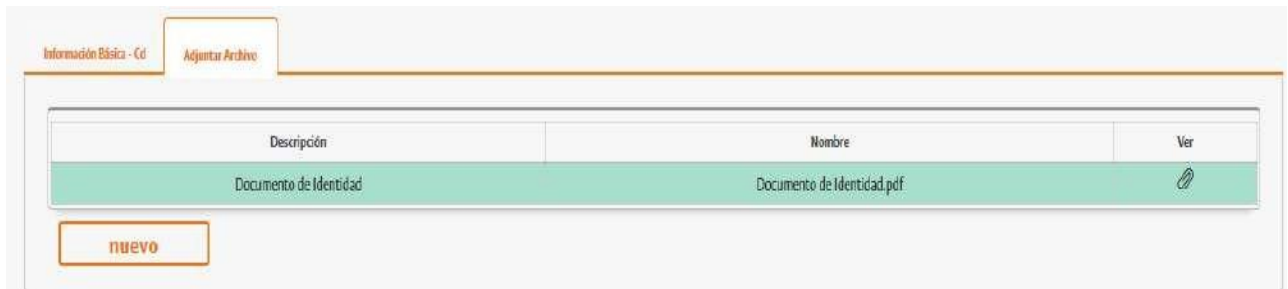 Información Básica - Cd
Adjuntar Archivo
Descripción Nombre Ver
Documento de Identidad Documento de Identidad.pdf
nuevo